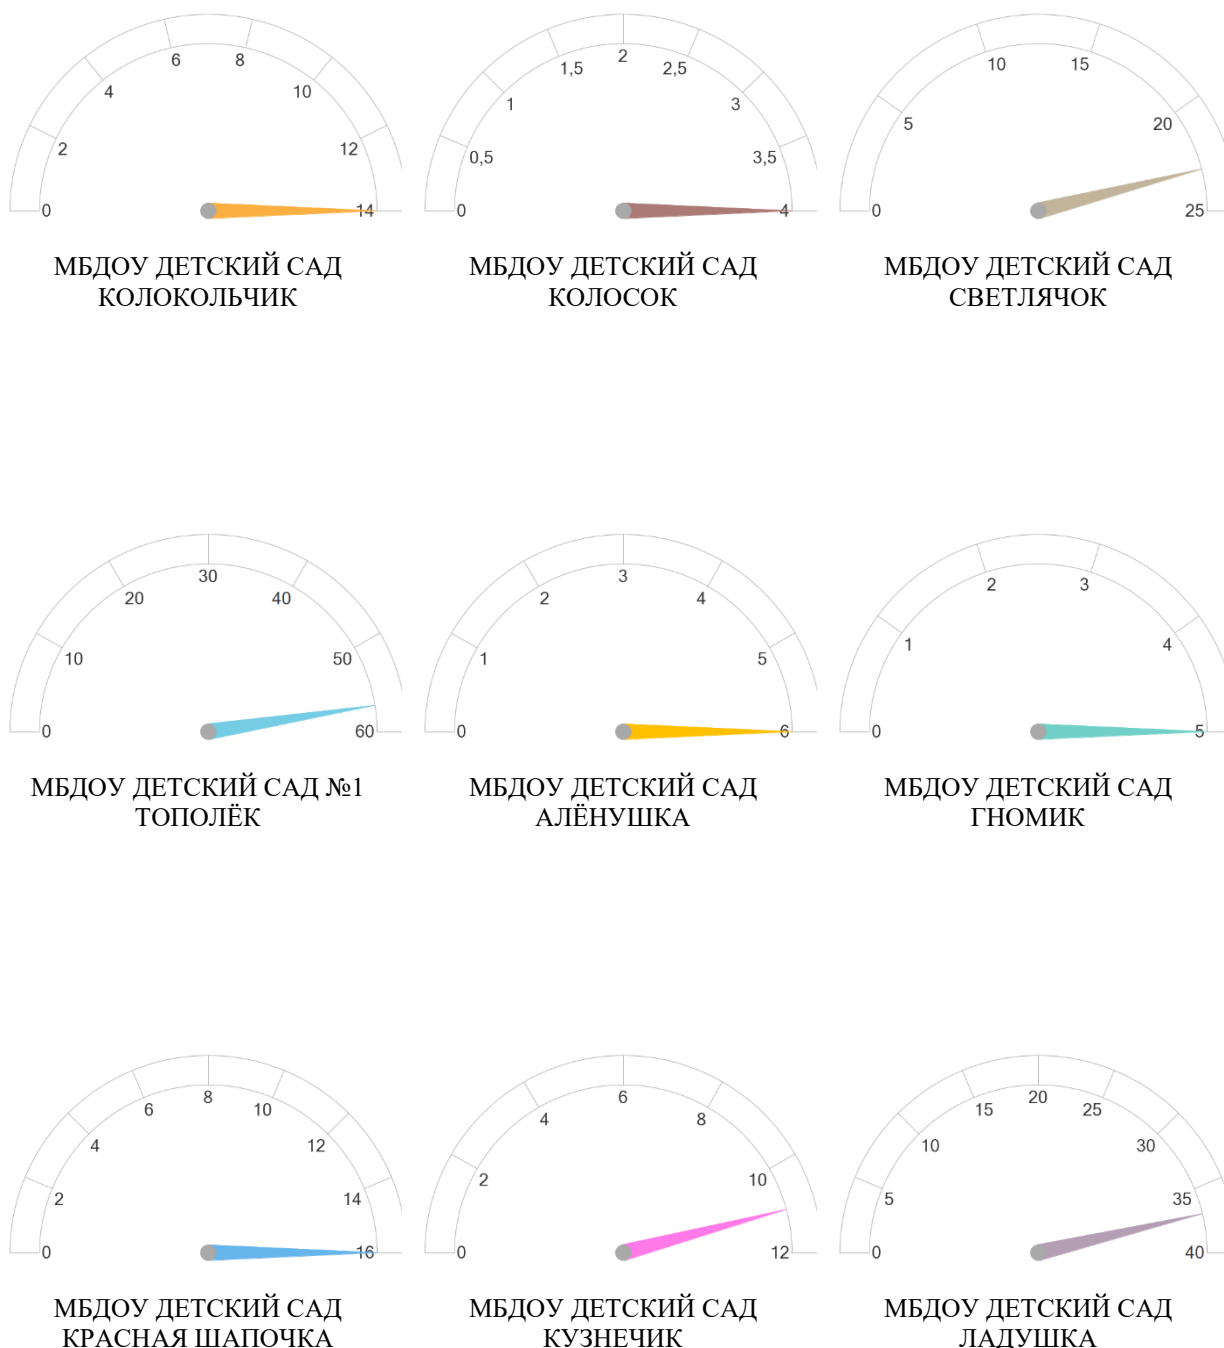 6 8
4 10
2 12
0 14
МБДОУ ДЕТСКИЙ САД
КОЛОКОЛЬЧИК
2
1,5 2,5
1 3
0,5 3,5
0 4
МБДОУ ДЕТСКИЙ САД
КОЛОСОК
10 15
5 20
0 25
МБДОУ ДЕТСКИЙ САД
СВЕТЛЯЧОК
30
20 40
10 50
0 60
МБДОУ ДЕТСКИЙ САД №1
ТОПОЛЁК
3
2 4
1 5
0 6
МБДОУ ДЕТСКИЙ САД
АЛЁНУШКА
2 3
1 4
0 5
МБДОУ ДЕТСКИЙ САД
ГНОМИК
8
6 10
4 12
2 14
0 16
МБДОУ ДЕТСКИЙ САД
КРАСНАЯ ШАПОЧКА
6
4 8
2 10
0 12
МБДОУ ДЕТСКИЙ САД
КУЗНЕЧИК
20
15 25
10 30
5 35
0 40
МБДОУ ДЕТСКИЙ САД
ЛАДУШКА